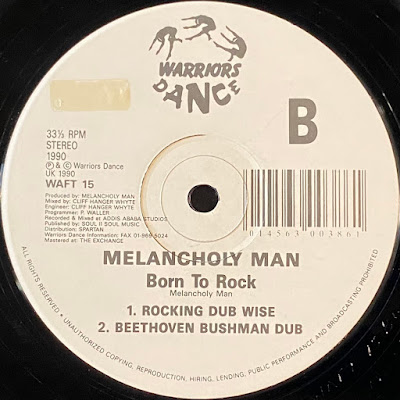 WARRIORS
DANCE
B
33⅓ RPM
STEREO
1990
℗ & © Warriors Dance
UK 1990
WAFT 15
Produced by: MELANCHOLY MAN
Mixed by: CLIFF HANGER WHYTE
Engineer: CLIFF HANGER WHYTE
Programmer: P. WALLER
Recorded & Mixed at ADDIS ABABA STUDIOS
Published by: SOUL II SOUL MUSIC
Distribution: SPARTAN
Warriors Dance Information: FAX 01-969 5024
Mastered at: THE EXCHANGE
014563 003861
MELANCHOLY MAN
Born To Rock
Melancholy Man
1. ROCKING DUB WISE
2. BEETHOVEN BUSHMAN DUB
ALL RIGHTS RESERVED • UNAUTHORIZED COPYING, REPRODUCTION, HIRING, LENDING, PUBLIC PERFORMANCE AND BROADCASTING PROHIBITED